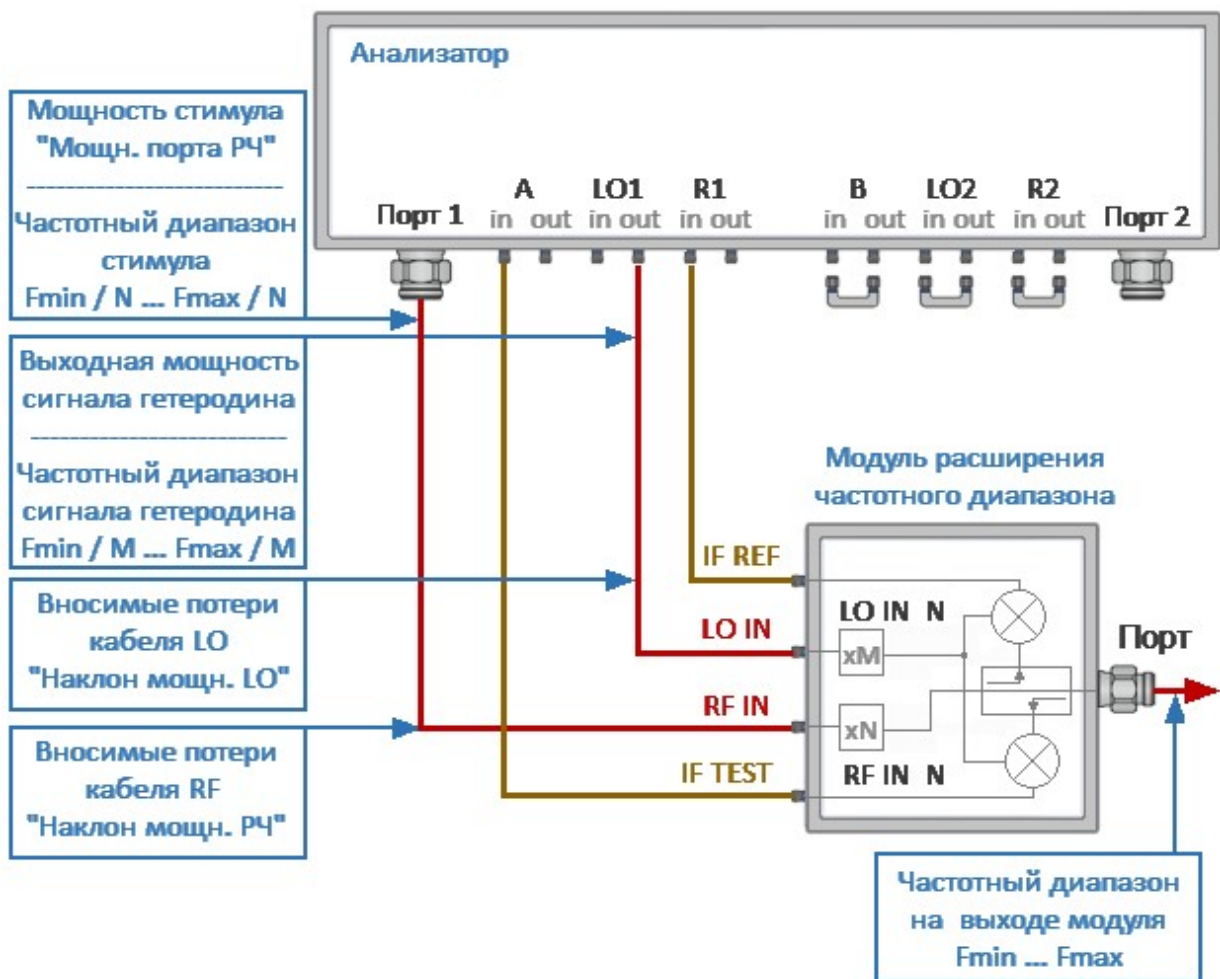 Анализатор
A LO1 R1 B LO2 R2
Порт 1 in out in out in out in out in out in out Порт 2
Мощность стимула
"Мощн. порта РЧ"
----------------------------
Частотный диапазон
стимула
Fmin / N ... Fmax / N
Выходная мощность
сигнала гетеродина
----------------------------
Частотный диапазон
сигнала гетеродина
Fmin / M ... Fmax / M
Вносимые потери
кабеля LO
"Наклон мощн. LO"
Вносимые потери
кабеля RF
"Наклон мощн. РЧ"
Модуль расширения
частотного диапазона
IF REF
LO IN
RF IN
IF TEST
LO IN N
xM
xN
RF IN N
Порт
Частотный диапазон
на выходе модуля
Fmin ... Fmax